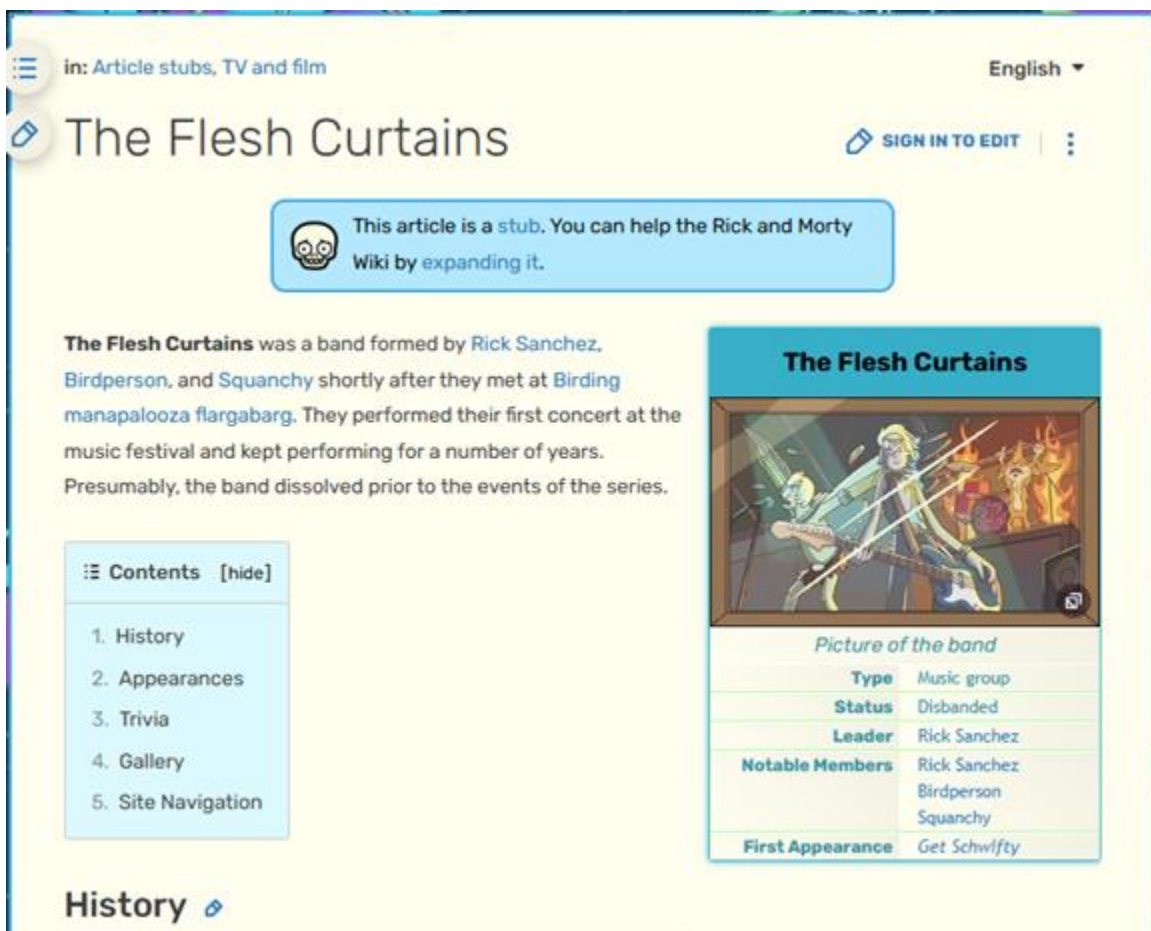 in: Article stubs, TV and film
English
The Flesh Curtains
SIGN IN TO EDIT
This article is a stub. You can help the Rick and Morty
Wiki by expanding it.
The Flesh Curtains was a band formed by Rick Sanchez,
Birdperson, and Squanchy shortly after they met at Birding
manapalooza flargabarg. They performed their first concert at the
music festival and kept performing for a number of years.
Presumably, the band dissolved prior to the events of the series.
Contents [hide]
1. History
2. Appearances
3. Trivia
4. Gallery
5. Site Navigation
The Flesh Curtains
Picture of the band
Type Music group
Status Disbanded
Leader Rick Sanchez
Notable Members Rick Sanchez
Birdperson
Squanchy
First Appearance Get Schwifty
History